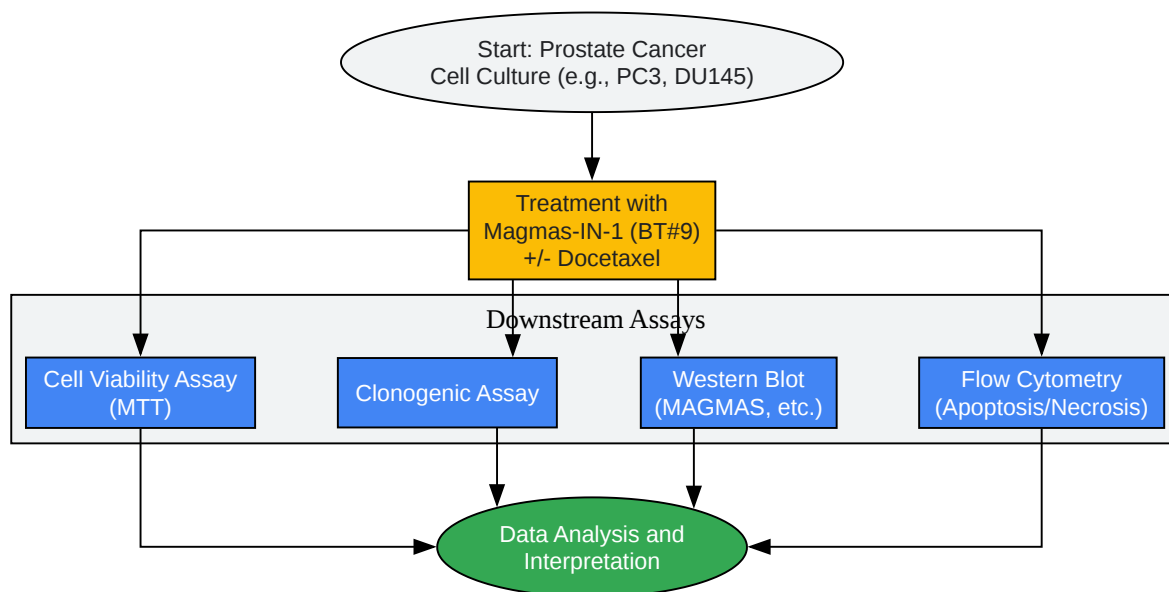 Start: Prostate Cancer
Cell Culture (e.g., PC3, DU145)
Treatment with
Magmas-IN-1 (BT#9)
+/- Docetaxel
Downstream Assays
Cell Viability Assay
(MTT)
Clonogenic Assay
Western Blot
(MAGMAS, etc.)
Flow Cytometry
(Apoptosis/Necrosis)
Data Analysis and
Interpretation